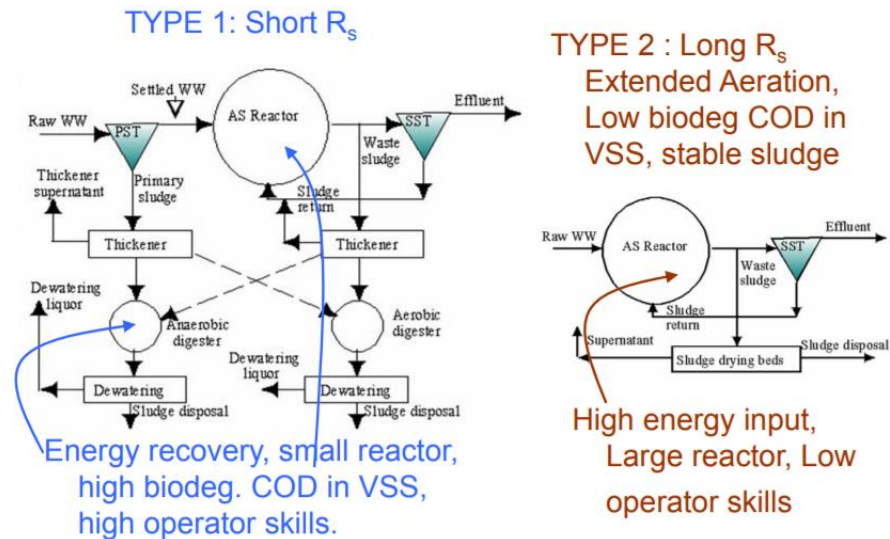 TYPE 1: Short Rs
Settled WW
Raw WW
PST
AS Reactor
SST
Effluent
Waste
sludge
Thickener
supernatant
Primary
sludge
Sludge
return
Thickener
Thickener
Dewatering
liquor
Anaerobic
digester
Aerobic
digester
Dewatering
liquor
Dewatering
Dewatering
Sludge disposal
Sludge disposal
Energy recovery, small reactor,
high biodeg. COD in VSS,
high operator skills.
TYPE 2 : Long Rs
Extended Aeration,
Low biodeg COD in
VSS, stable sludge
Raw WW
AS Reactor
SST
Effluent
Waste
sludge
Sludge
return
Supernatant
Sludge drying beds
Sludge disposal
High energy input,
Large reactor, Low
operator skills